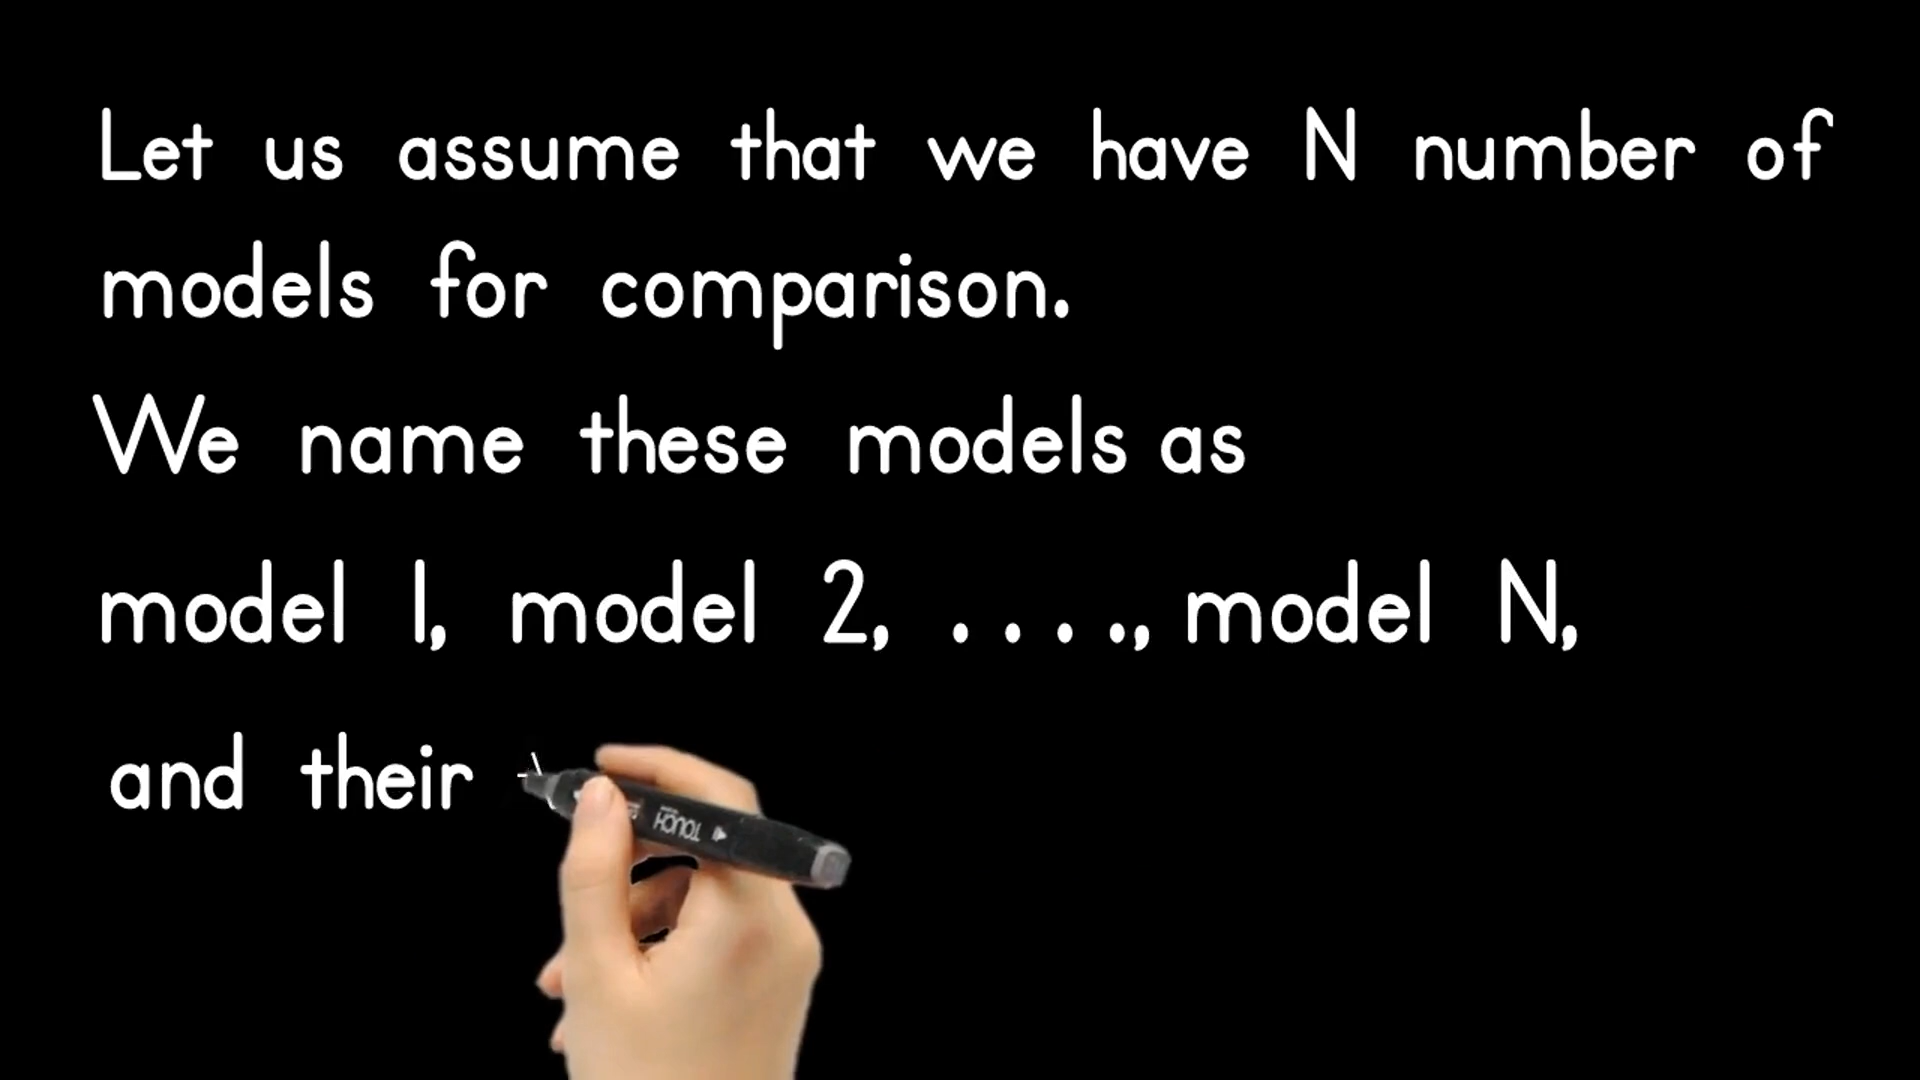 Let us assume that we have N number of
models for comparison.
We name these models as
model 1, model 2, . . . ., model N,
and their
TOUCH